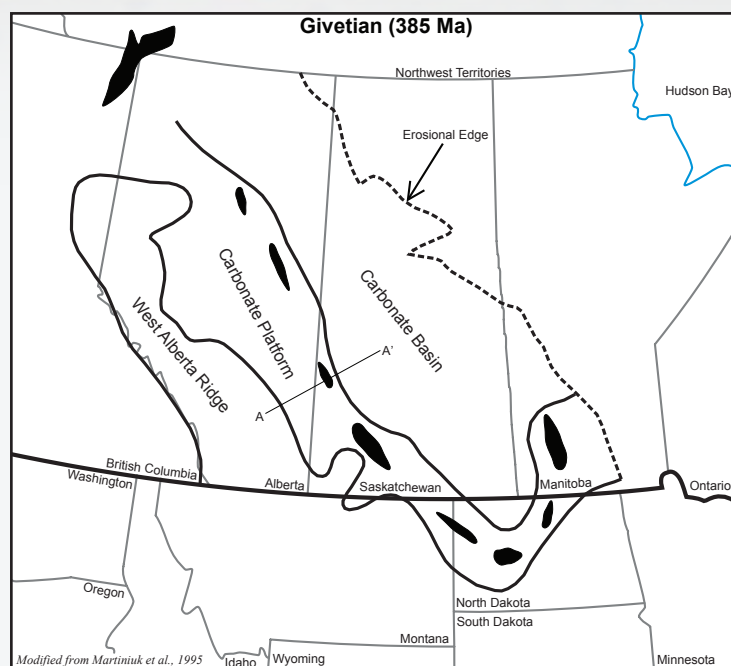 Givetian (385 Ma)
Northwest Territories
Hudson Bay
Erosional Edge
Carbonate Platform
Carbonate Basin
West Alberta Ridge
A'
A
British Columbia
Washington
Alberta
Saskatchewan
Manitoba
Ontario
Oregon
North Dakota
South Dakota
Montana
Modified from Martiniuk et al., 1995
Idaho
Wyoming
Minnesota